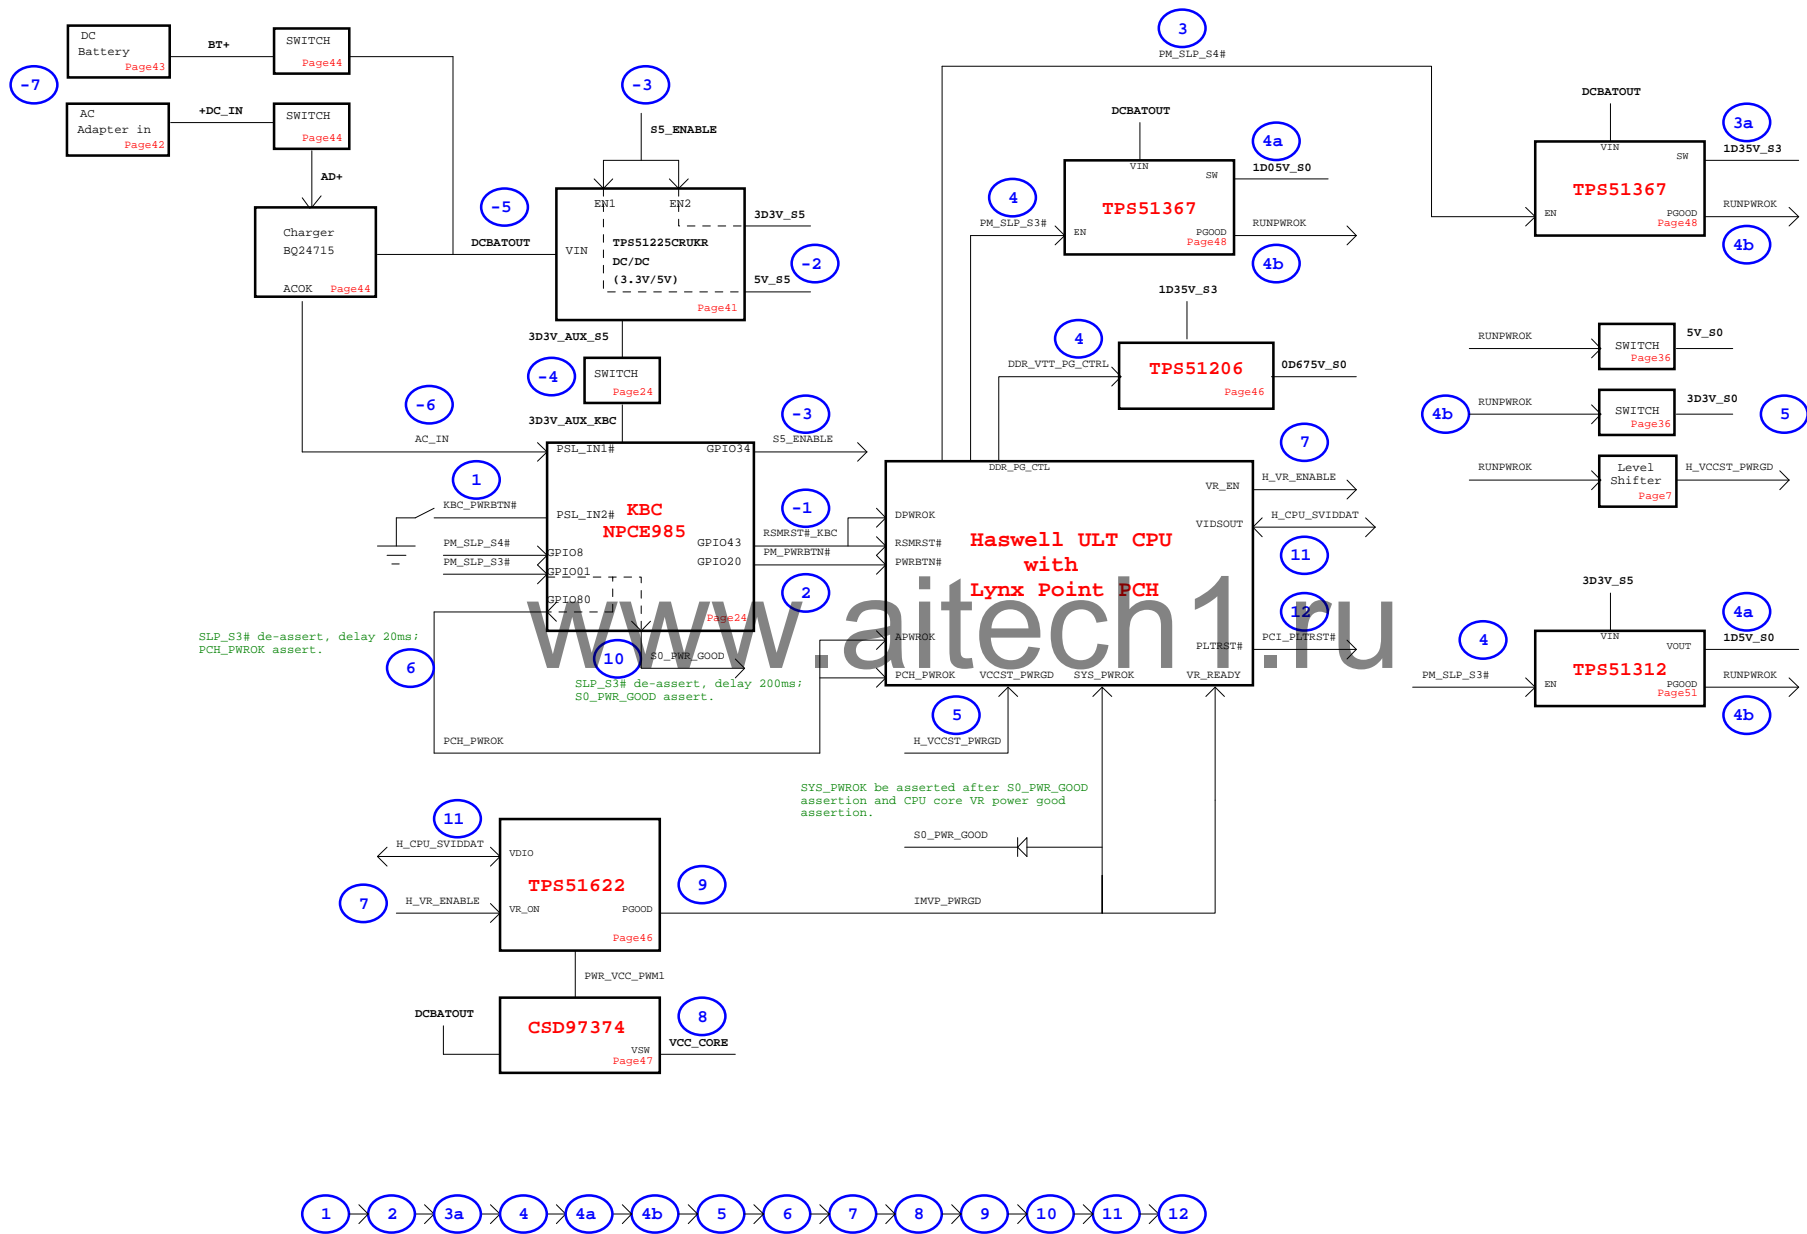 DC
Battery
Page43
BT+
SWITCH
Page44
-7
AC
Adapter in
Page42
+DC_IN
SWITCH
Page44
AD+
Charger
BQ24715
ACOK
Page44
-3
S5_ENABLE
-5
DCBATOUT
EN1
EN2
VIN
TPS51225CRUKR
DC/DC
(3.3V/5V)
Page41
3D3V_S5
-2
5V_S5
3D3V_AUX_S5
-4
SWITCH
Page24
3D3V_AUX_KBC
-6
AC_IN
-3
S5_ENABLE
PSL_IN1#
GPIO34
1
KBC_PWRBTN#
PSL_IN2#
KBC
NPCE985
PM_SLP_S4#
GPIO8
PM_SLP_S3#
GPIO01
GPIO80
GPIO43
GPIO20
Page24
-1
RSMRST#_KBC
PM_PWRBTN#
2
SLP_S3# de-assert, delay 20ms;
PCH_PWROK assert.
6
10
S0_PWR_GOOD
SLP_S3# de-assert, delay 200ms;
S0_PWR_GOOD assert.
PCH_PWROK
3
PM_SLP_S4#
DCBATOUT
4a
VIN
SW
1D05V_S0
4
PM_SLP_S3#
TPS51367
EN
PGOOD
Page48
RUNPWROK
4b
DCBATOUT
3a
VIN
SW
1D35V_S3
TPS51367
EN
PGOOD
Page48
RUNPWROK
4b
1D35V_S3
4
DDR_VTT_PG_CTRL
TPS51206
Page46
0D675V_S0
RUNPWROK
SWITCH
Page36
5V_S0
4b
RUNPWROK
SWITCH
Page36
3D3V_S0
5
RUNPWROK
Level
Shifter
Page7
H_VCCST_PWRGD
DDR_PG_CTL
DPWROK
RSMRST#
PWRBTN#
Haswell ULT CPU
with
Lynx Point PCH
VR_EN
VIDSOUT
7
H_VR_ENABLE
H_CPU_SVIDDAT
11
12
PCI_PLTRST#
PLTRST#
APWROK
PCH_PWROK
VCCST_PWRGD
SYS_PWROK
VR_READY
www.aitech1.ru
5
H_VCCST_PWRGD
3D3V_S5
4a
VIN
VOUT
1D5V_S0
4
PM_SLP_S3#
TPS51312
EN
PGOOD
Page51
RUNPWROK
4b
SYS_PWROK be asserted after S0_PWR_GOOD
assertion and CPU core VR power good
assertion.
S0_PWR_GOOD
11
H_CPU_SVIDDAT
VDIO
TPS51622
9
7
H_VR_ENABLE
VR_ON
PGOOD
IMVP_PWRGD
Page46
PWR_VCC_PWM1
DCBATOUT
CSD97374
8
VSW
VCC_CORE
Page47
1
2
3a
4
4a
4b
5
6
7
8
9
10
11
12